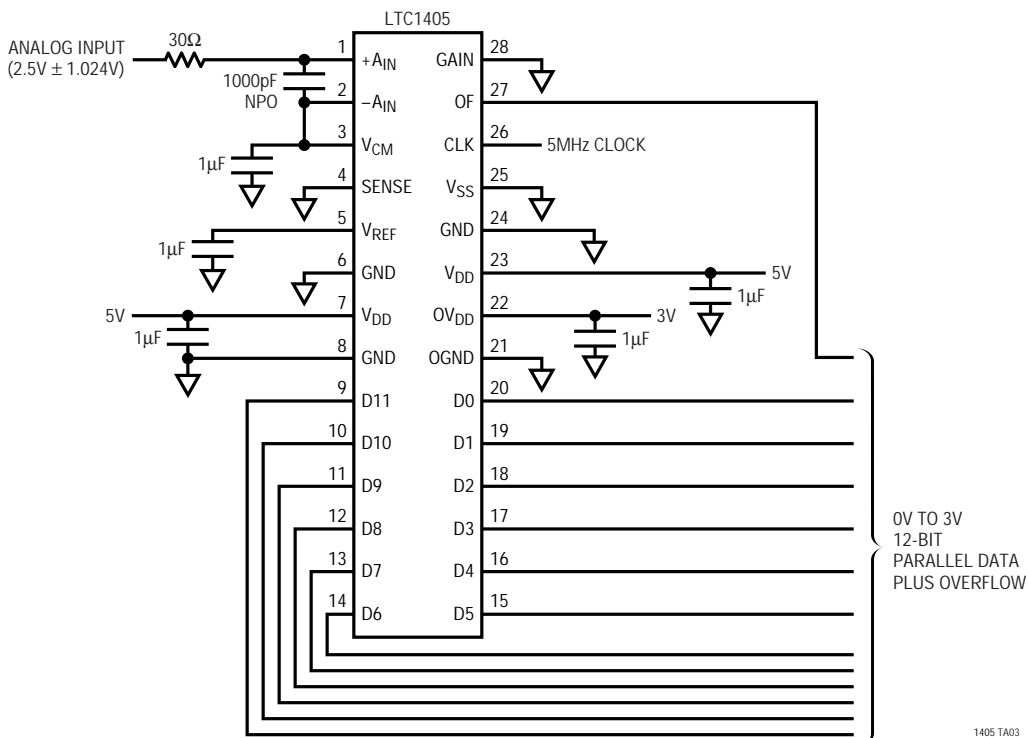 LTC1405
ANALOG INPUT
(2.5V ± 1.024V)
30Ω
1000pF
NPO
1µF
1µF
5V
1µF
1 +AIN
2 –AIN
3 VCM
4 SENSE
5 VREF
6 GND
7 VDD
8 GND
9 D11
10 D10
11 D9
12 D8
13 D7
14 D6
GAIN 28
OF 27
CLK 26
5MHz CLOCK
VSS 25
GND 24
VDD 23
5V
1µF
OVDD 22
3V
1µF
OGND 21
D0 20
D1 19
D2 18
D3 17
D4 16
D5 15
0V TO 3V
12-BIT
PARALLEL DATA
PLUS OVERFLOW
1405 TA03